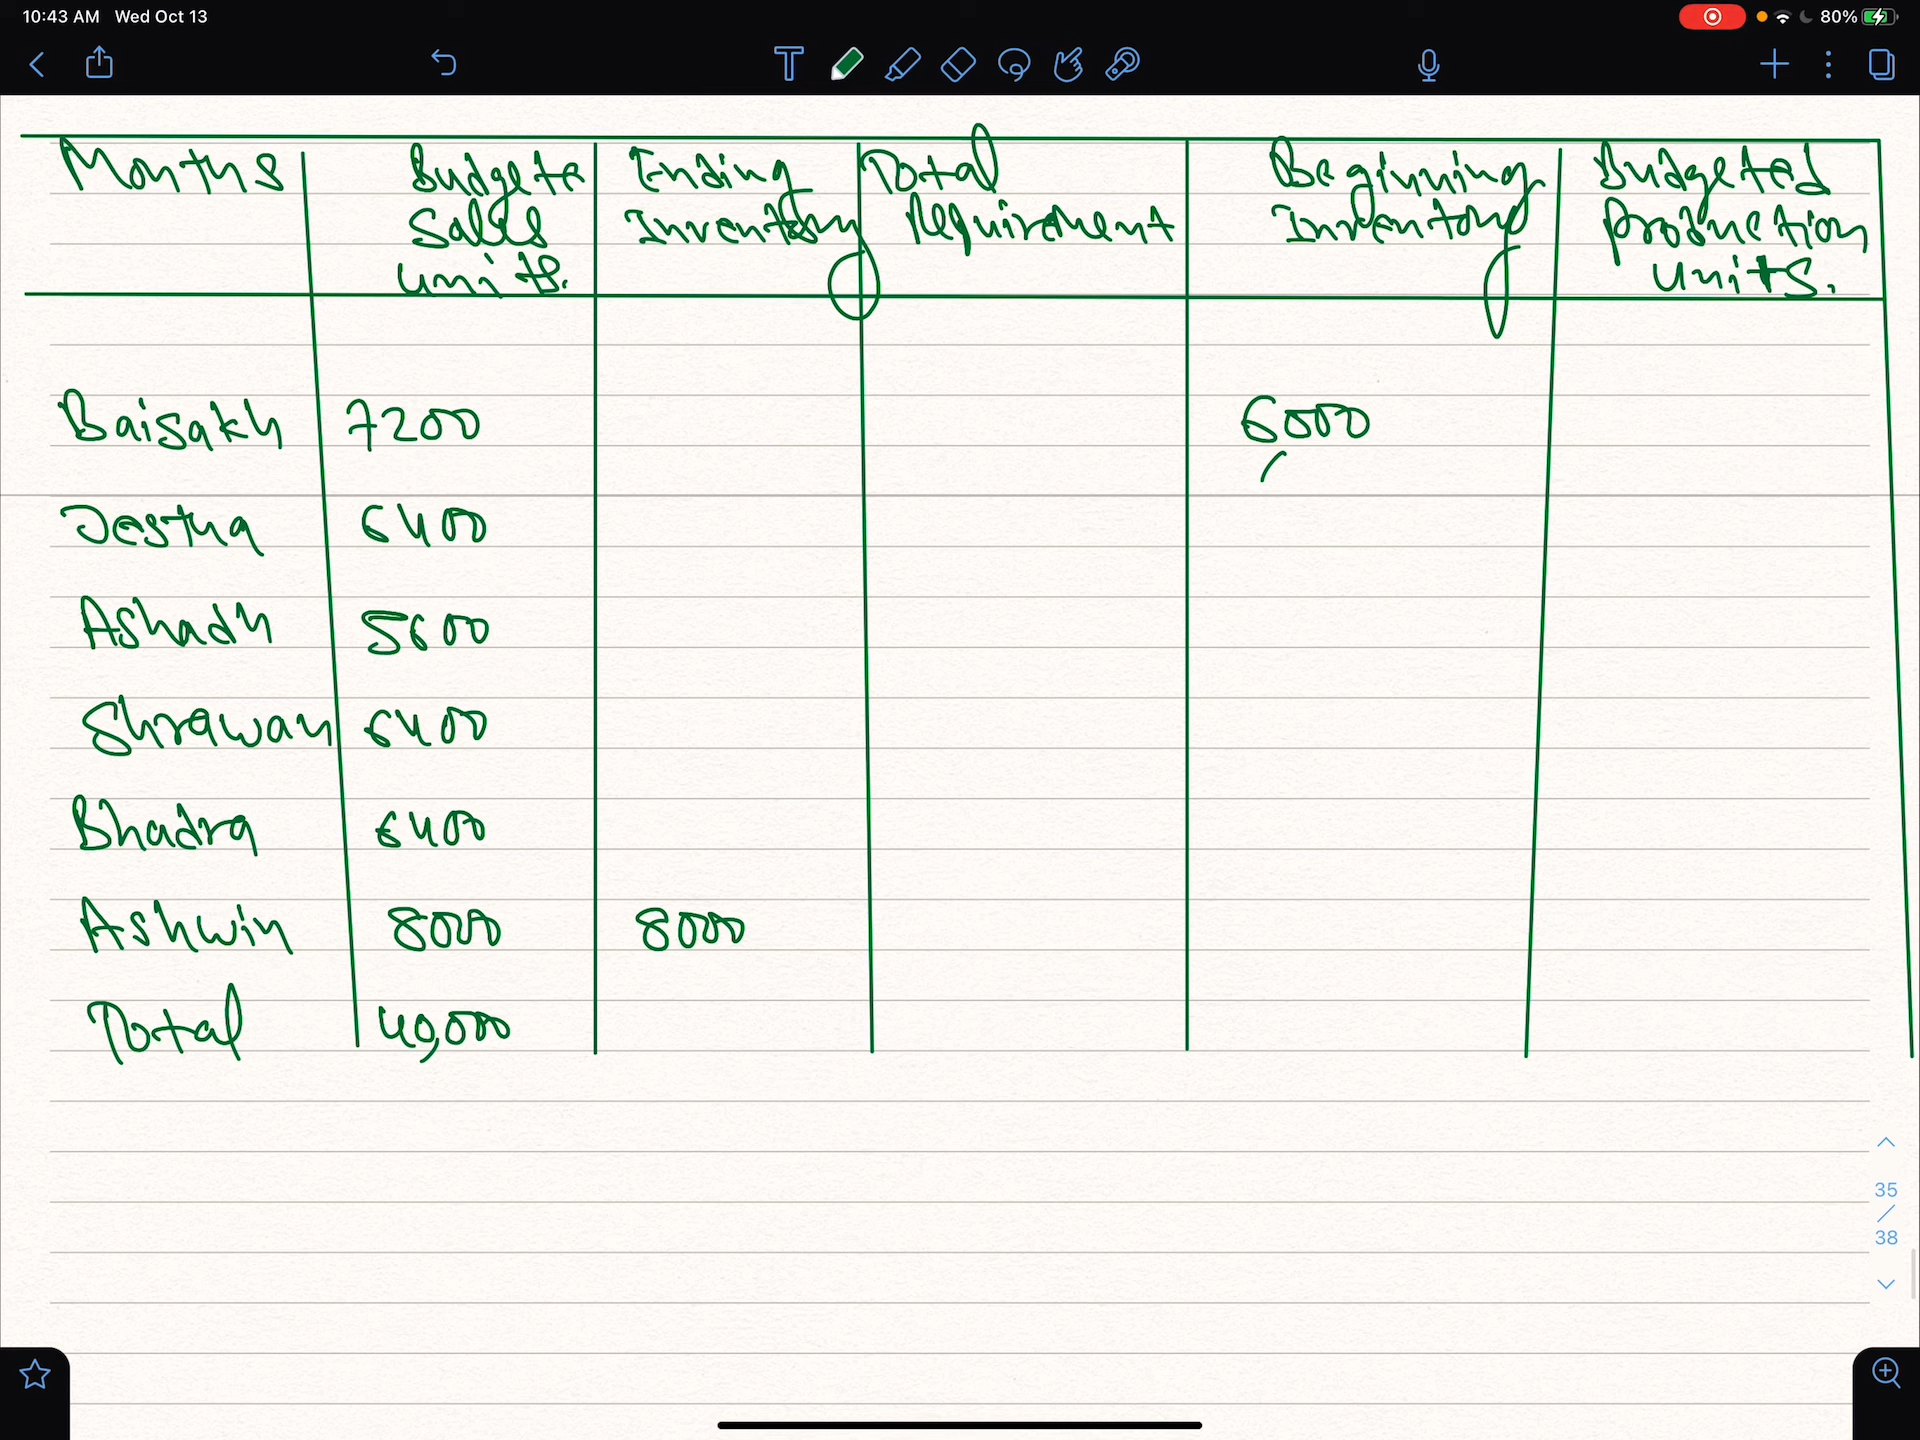 10:43 AM Wed Oct 13
80%
Months Budgete Ending Total Beginning Budgeted
Sales Inventory Requirement Inventory production
units. units.
Baisakh 7200 6000
Jestha 6400
Ashadh 5600
Shrawan 6400
Bhadra 6400
Ashwin 8000 8000
Total 40,000
35
38